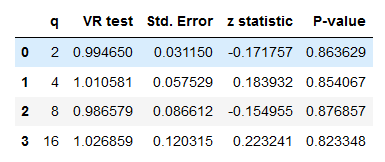 q VR test Std. Error z statistic P-value
0 2 0.994650 0.031150 -0.171757 0.863629
1 4 1.010581 0.057529 0.183932 0.854067
2 8 0.986579 0.086612 -0.154955 0.876857
3 16 1.026859 0.120315 0.223241 0.823348